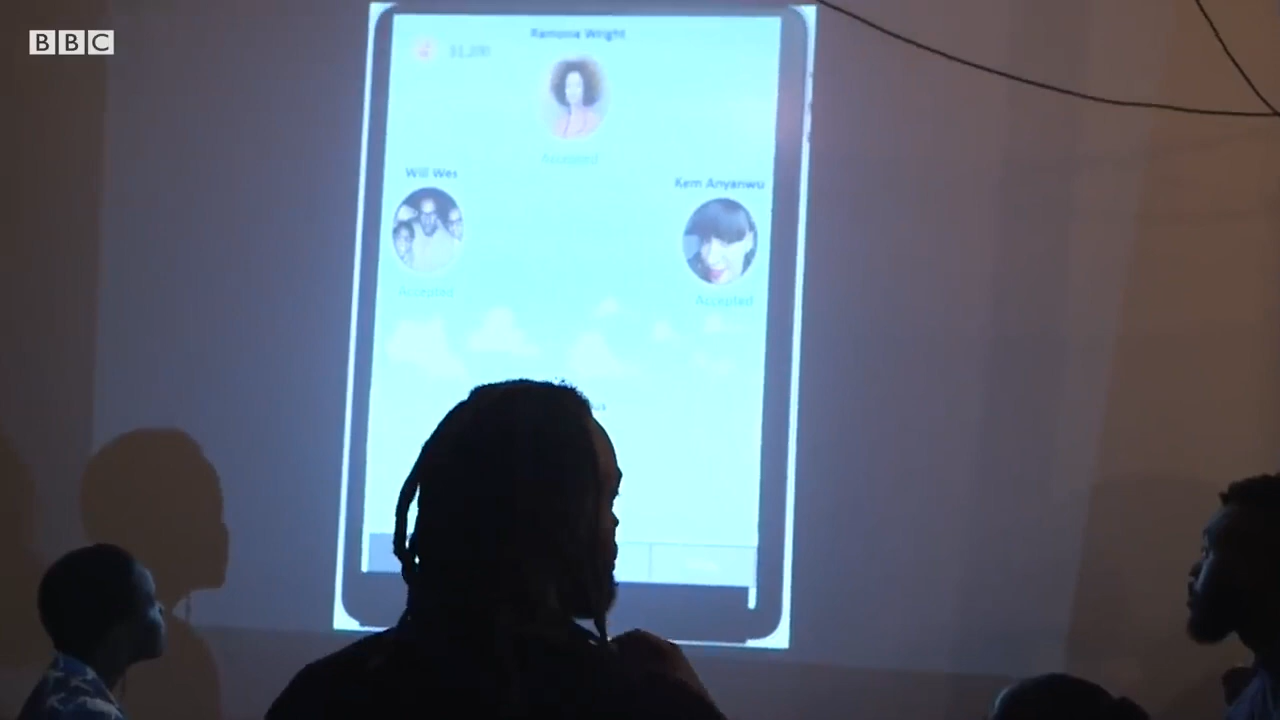 BBC
Ramona Wright
$1,200
Accepted
Will Wes
Kem Anyanwu
Accepted
Accepted